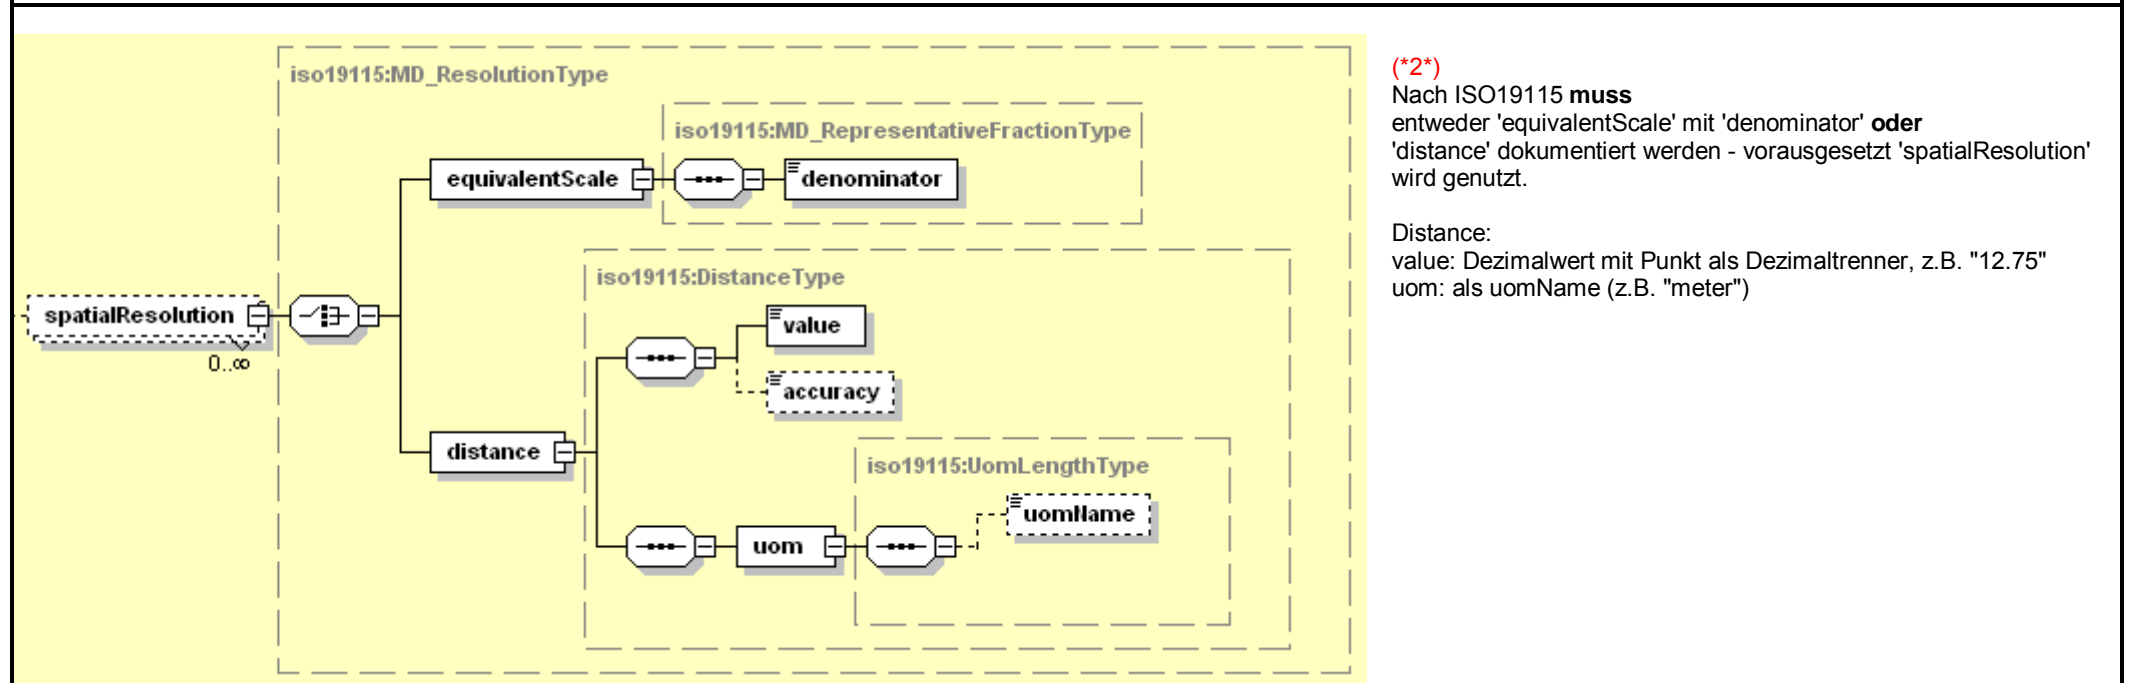 iso19115:MD_ResolutionType
iso19115:MD_RepresentativeFractionType
equivalentScale
denominator
iso19115:DistanceType
spatialResolution
0..∞
value
accuracy
distance
iso19115:UomLengthType
uomName
uom
(*2*)
Nach ISO19115 muss
entweder 'equivalentScale' mit 'denominator' oder
'distance' dokumentiert werden - vorausgesetzt 'spatialResolution'
wird genutzt.
Distance:
value: Dezimalwert mit Punkt als Dezimaltrenner, z.B. "12.75"
uom: als uomName (z.B. "meter")